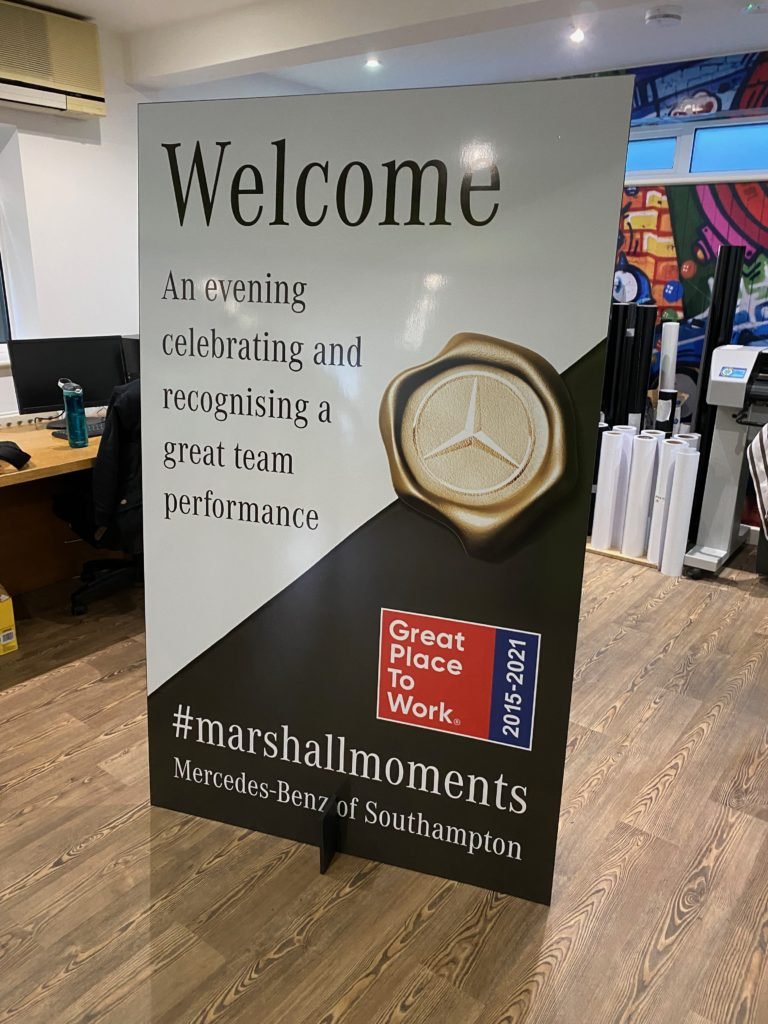 Welcome
An evening
celebrating and
recognising a
great team
performance
Great
Place
To
Work®
2015-2021
#marshallmoments
Mercedes-Benz of Southampton